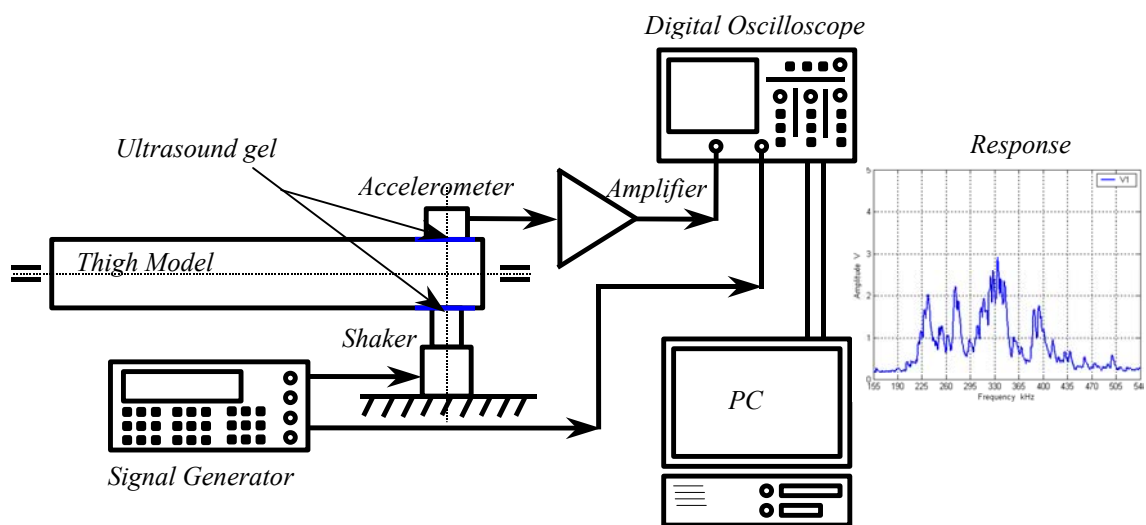 Digital Oscilloscope
Ultrasound gel
Accelerometer
Amplifier
Response
Thigh Model
Shaker
PC
Signal Generator
V1
5
4
3
2
1
0
Amplitude V
155 190 225 260 295 330 365 400 435 470 505 540
Frequency kHz